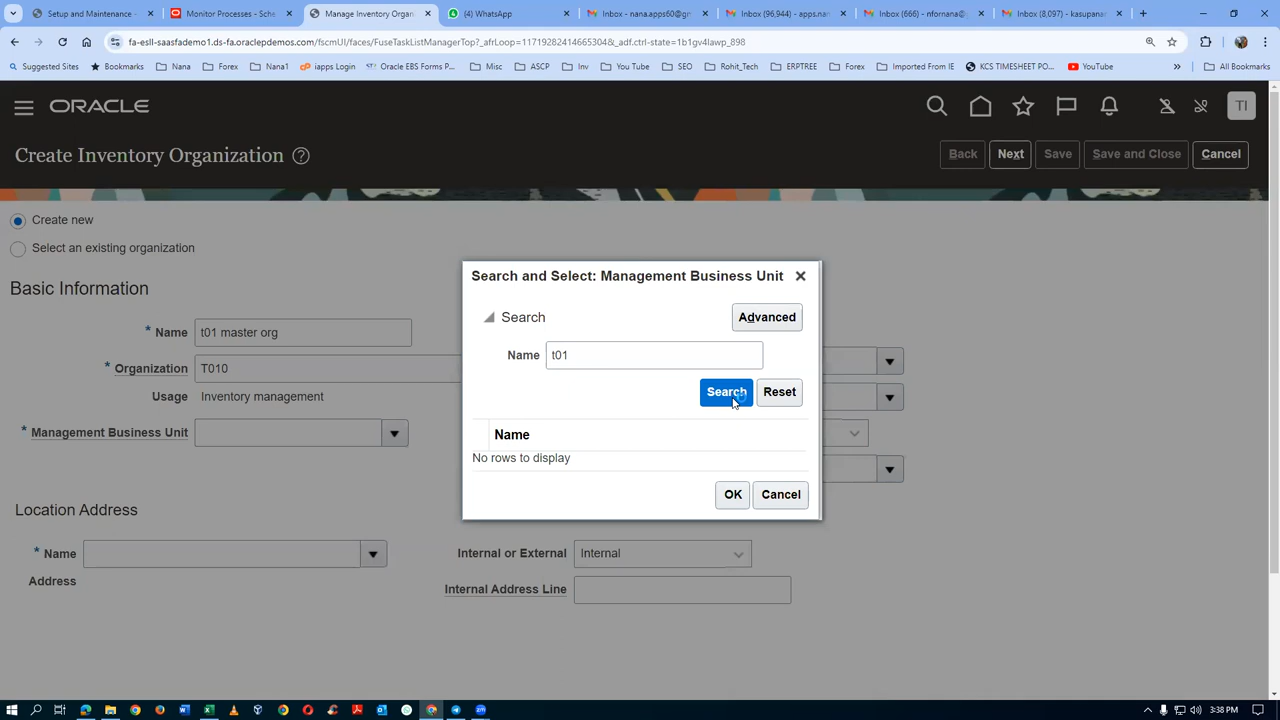 Setup and Maintenance -
Monitor Processes - Sche
Manage Inventory Organ
(4) WhatsApp
Inbox - nana.apps60@gm
Inbox (96,944) - apps.nan
Inbox (666) - nfornana@g
Inbox (8,097) - kasupanar
fa-esll-saasfademo1.ds-fa.oraclepdemos.com/fscmUI/faces/FuseTaskListManagerTop?_afrLoop=117192824146653048&_adf.ctrl-state=1b1gv4lawp_898
Suggested Sites
Bookmarks
Nana
Forex
Nana1
iapps Login
Oracle EBS Forms P...
Misc
ASCP
Inv
You Tube
SEO
Rohit_Tech
ERPTREE
Forex
Imported From IE
KCS TIMESHEET PO...
YouTube
»
All Bookmarks
ORACLE
TI
Create Inventory Organization
Back
Next
Save
Save and Close
Cancel
Create new
Select an existing organization
Basic Information
* Name t01 master org
* Organization T010
Usage Inventory management
* Management Business Unit
Search and Select: Management Business Unit
Search
Advanced
Name t01
Search
Reset
Name
No rows to display
OK
Cancel
Location Address
* Name
Internal or External Internal
Address
Internal Address Line
3:38 PM